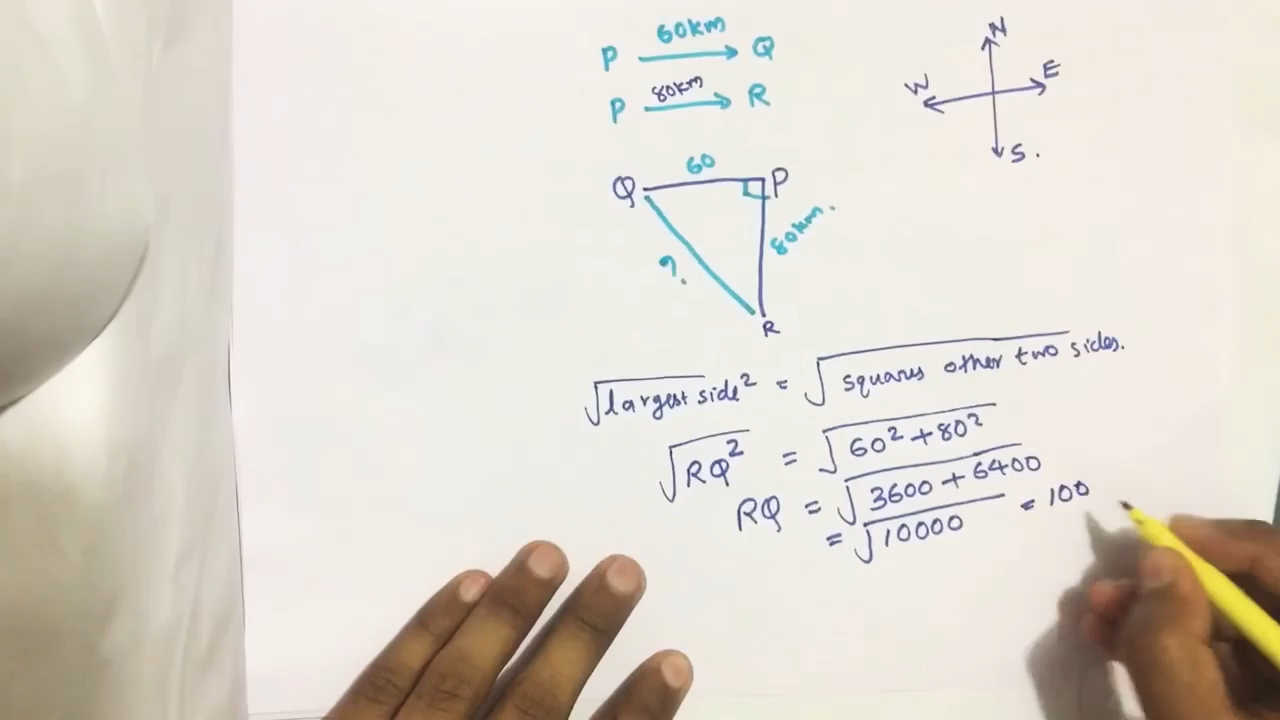 P 60km Q
P 80km R
N
W E
S.
60
Q P
80km.
?.
R
√largest side² = √squares other two sides.
√RQ² = √60² + 80²
RQ = √3600 + 6400
= √10000 = 100